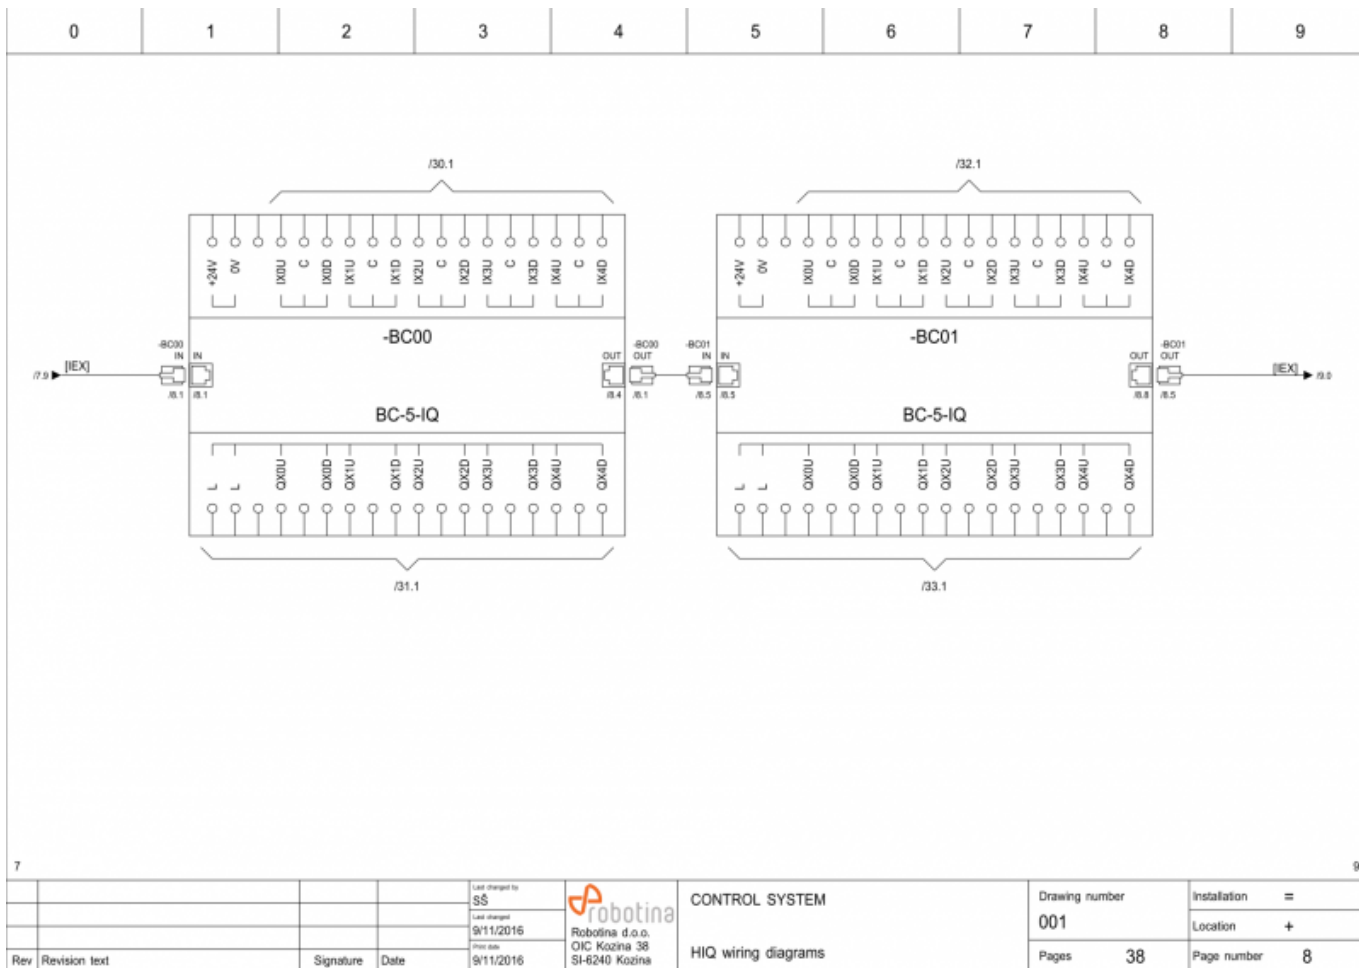 0 1 2 3 4 5 6 7 8 9
/30.1 /32.1
+24V 0V IX0U C IX0D IX1U C IX1D IX2U C IX2D IX3U C IX3D IX4U C IX4D
+24V 0V IX0U C IX0D IX1U C IX1D IX2U C IX2D IX3U C IX3D IX4U C IX4D
-BC00 -BC01
-BC00 -BC00 -BC01 -BC01
IN IN OUT OUT IN IN OUT OUT
/7.9 [IEX] [IEX] /9.0
/8.1 /8.1 /8.4 /8.1 /8.5 /8.5 /8.8 /8.5
BC-5-IQ BC-5-IQ
L L QX0U QX0D QX1U QX1D QX2U QX2D QX3U QX3D QX4U QX4D
L L QX0U QX0D QX1U QX1D QX2U QX2D QX3U QX3D QX4U QX4D
/31.1 /33.1
7 9
Last changed by
SŠ
Last changed
9/11/2016
Print date
9/11/2016
Rev Revision text Signature Date
robotina
Robotina d.o.o.
OIC Kozina 38
SI-6240 Kozina
CONTROL SYSTEM
HIQ wiring diagrams
Drawing number
001
Pages 38
Installation =
Location +
Page number 8